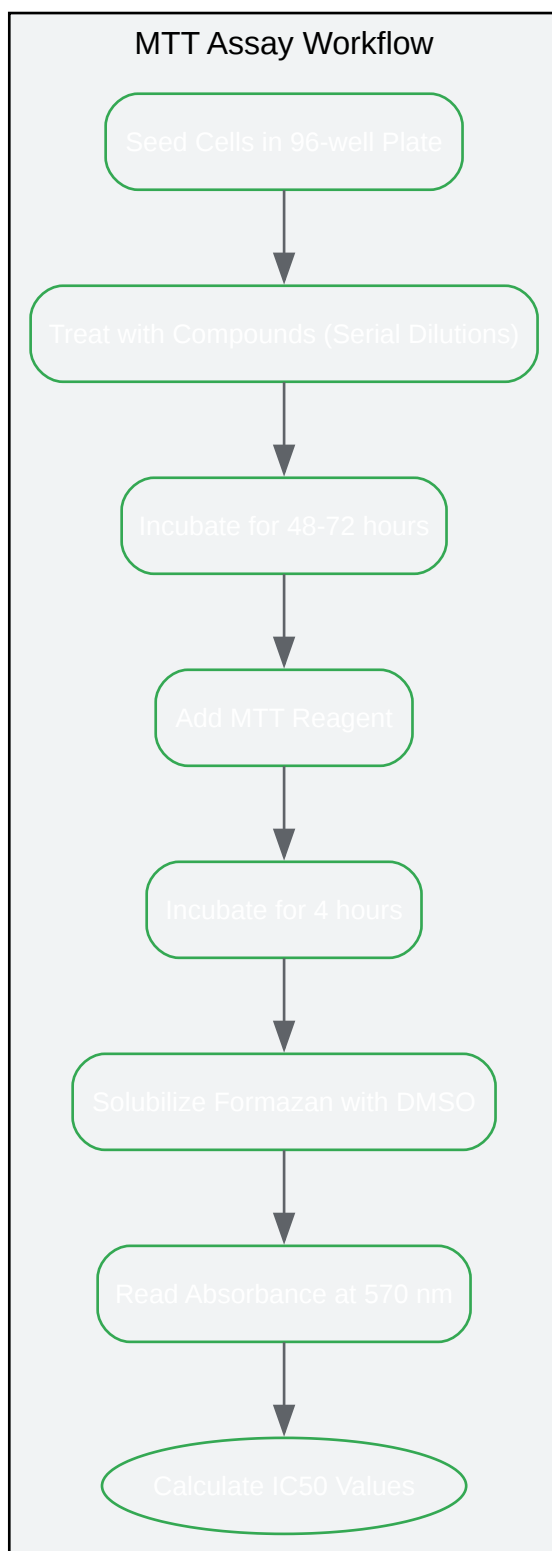 MTT Assay Workflow
Seed Cells in 96-well Plate
Treat with Compounds (Serial Dilutions)
Incubate for 48-72 hours
Add MTT Reagent
Incubate for 4 hours
Solubilize Formazan with DMSO
Read Absorbance at 570 nm
Calculate IC50 Values